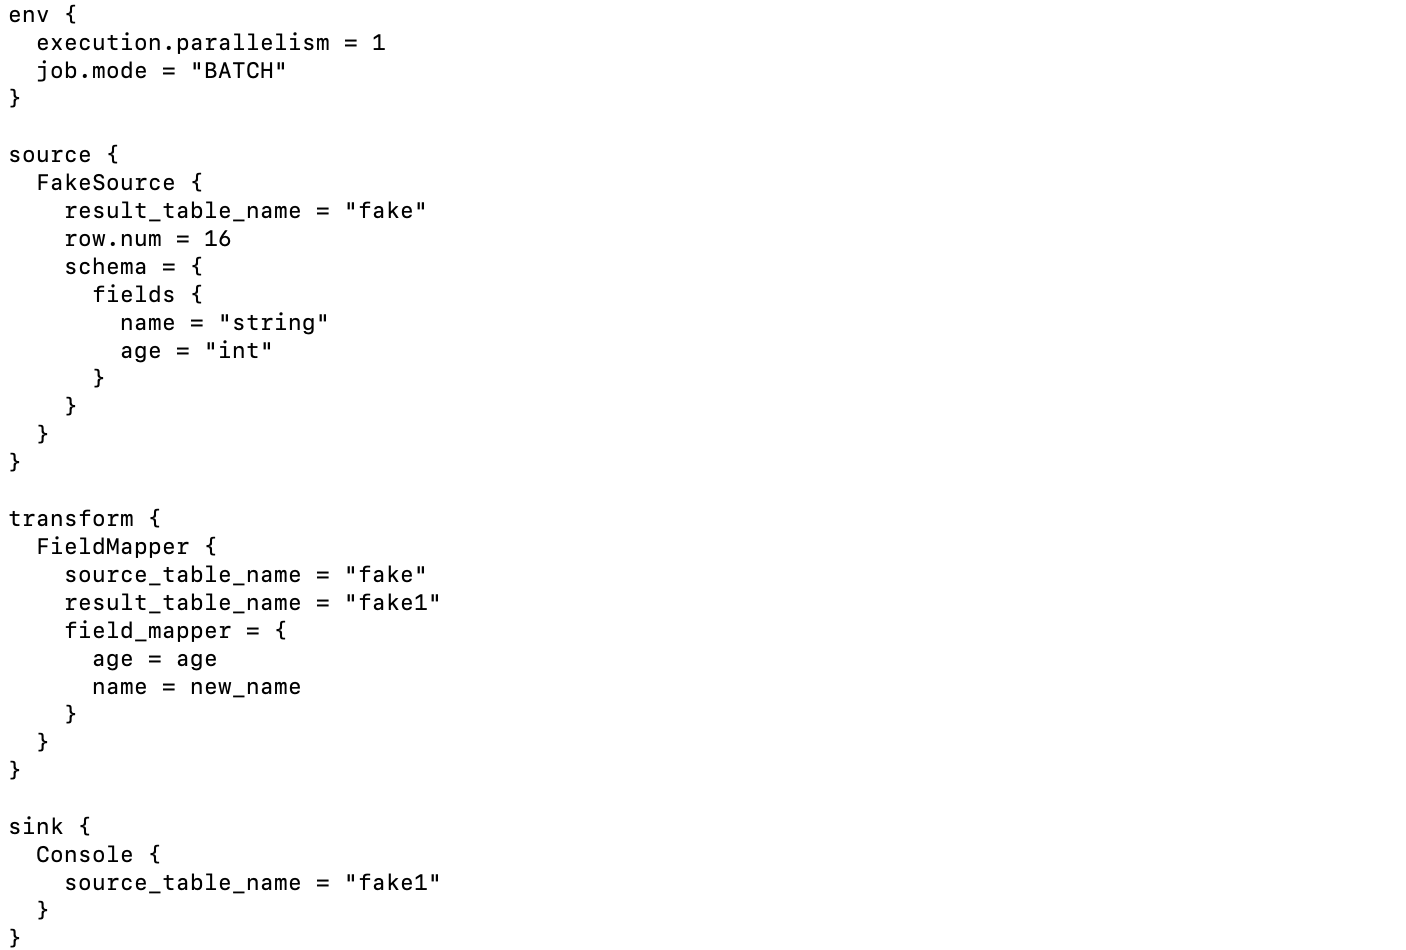 env {
  execution.parallelism = 1
  job.mode = "BATCH"
}

source {
  FakeSource {
    result_table_name = "fake"
    row.num = 16
    schema = {
      fields {
        name = "string"
        age = "int"
      }
    }
  }
}

transform {
  FieldMapper {
    source_table_name = "fake"
    result_table_name = "fake1"
    field_mapper = {
      age = age
      name = new_name
    }
  }
}

sink {
  Console {
    source_table_name = "fake1"
  }
}